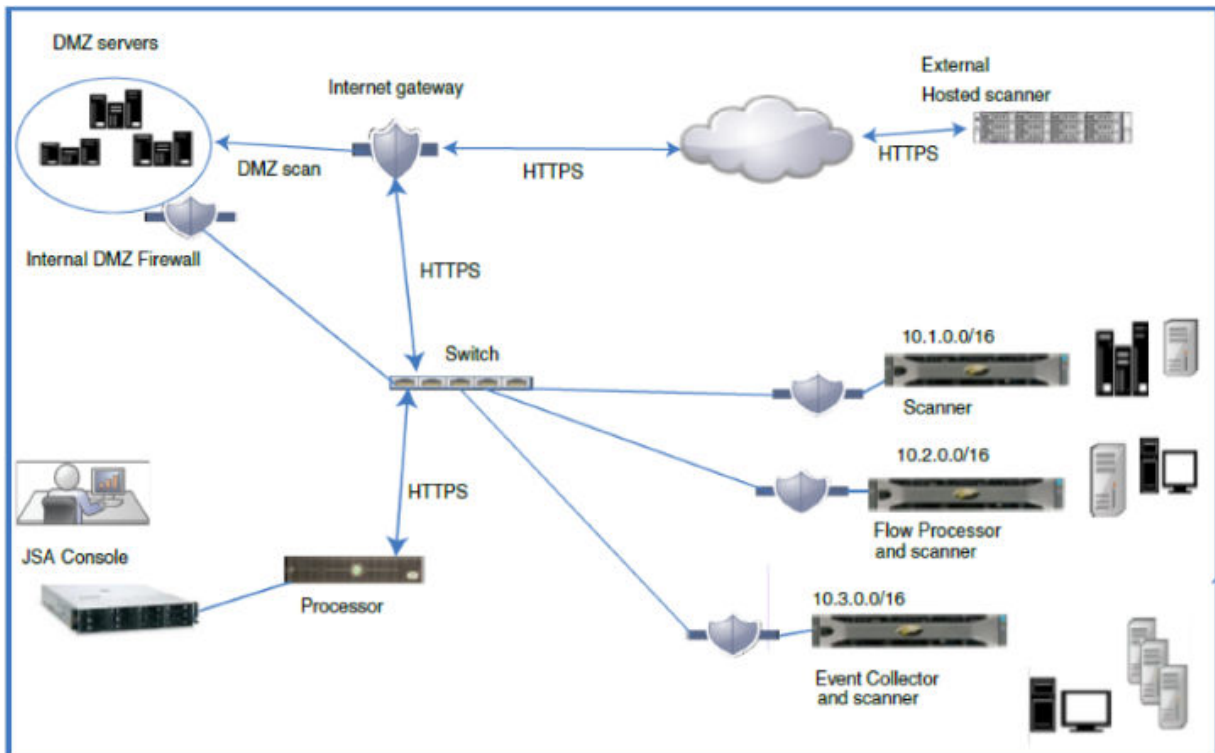 DMZ servers
External
Hosted scanner
Internet gateway
DMZ scan
HTTPS
HTTPS
Internal DMZ Firewall
HTTPS
Switch
10.1.0.0/16
Scanner
10.2.0.0/16
HTTPS
Flow Processor
and scanner
JSA Console
Processor
10.3.0.0/16
Event Collector
and scanner